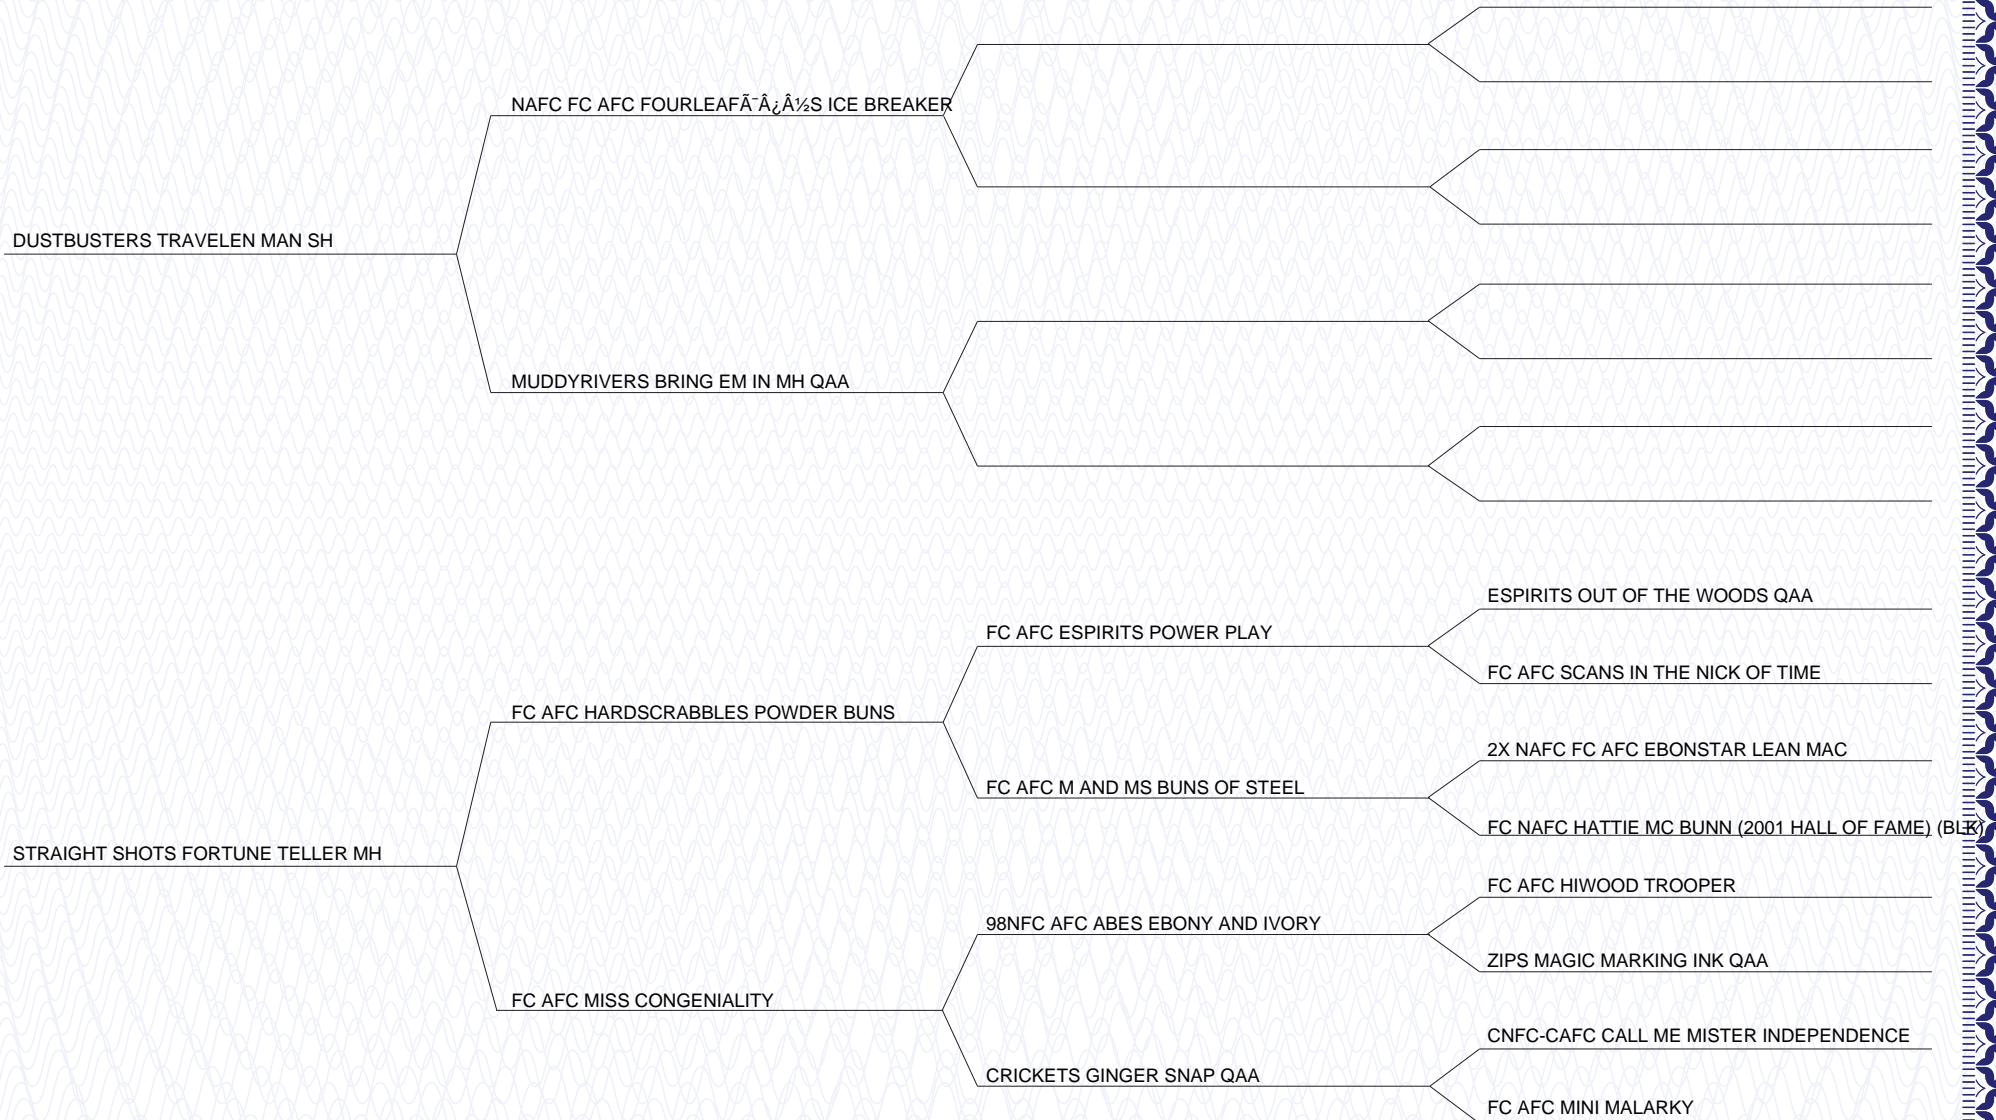 NAFC FC AFC FOURLEAFÃ¯Â¿Â½S ICE BREAKER
DUSTBUSTERS TRAVELEN MAN SH
MUDDYRIVERS BRING EM IN MH QAA
ESPIRITS OUT OF THE WOODS QAA
FC AFC ESPIRITS POWER PLAY
FC AFC SCANS IN THE NICK OF TIME
FC AFC HARDSCRABBLES POWDER BUNS
2X NAFC FC AFC EBONSTAR LEAN MAC
FC AFC M AND MS BUNS OF STEEL
FC NAFC HATTIE MC BUNN (2001 HALL OF FAME) (BLK)
STRAIGHT SHOTS FORTUNE TELLER MH
FC AFC HIWOOD TROOPER
98NFC AFC ABES EBONY AND IVORY
ZIPS MAGIC MARKING INK QAA
FC AFC MISS CONGENIALITY
CNFC-CAFC CALL ME MISTER INDEPENDENCE
CRICKETS GINGER SNAP QAA
FC AFC MINI MALARKY